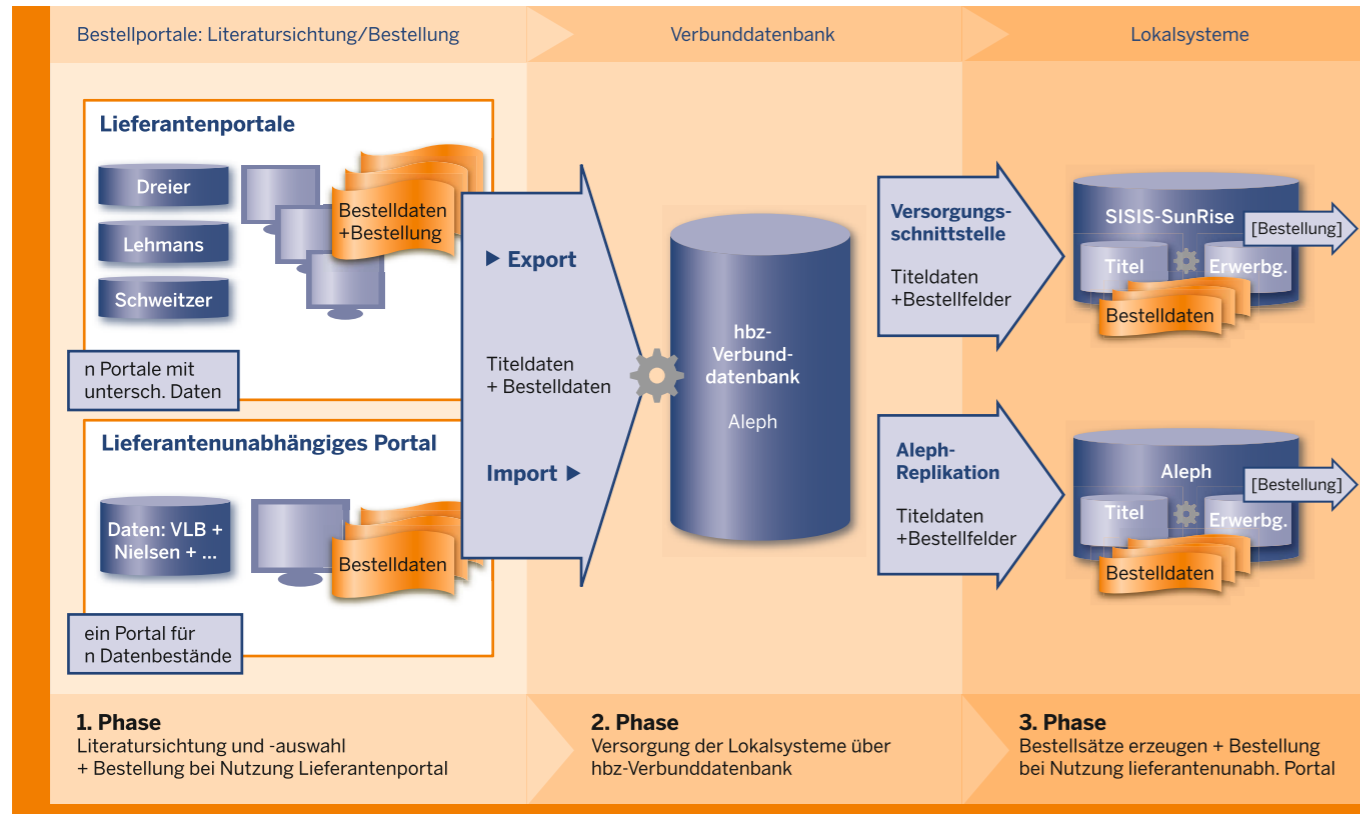 Bestellportale: Literatursichtung/Bestellung
Verbunddatenbank
Lokalsysteme
Lieferantenportale
Dreier
Lehmans
Schweitzer
Bestelldaten
+Bestellung
n Portale mit
untersch. Daten
Lieferantenunabhängiges Portal
Daten: VLB +
Nielsen + ...
Bestelldaten
ein Portal für
n Datenbestände
▶ Export
Titeldaten
+ Bestelldaten
Import ▶
hbz-
Verbund-
datenbank
Aleph
Versorgungs-
schnittstelle
Titeldaten
+Bestellfelder
Aleph-
Replikation
Titeldaten
+Bestellfelder
SISIS-SunRise
[Bestellung]
Titel
Erwerbg.
Bestelldaten
Aleph
[Bestellung]
Titel
Erwerbg.
Bestelldaten
1. Phase
Literatursichtung und -auswahl
+ Bestellung bei Nutzung Lieferantenportal
2. Phase
Versorgung der Lokalsysteme über
hbz-Verbunddatenbank
3. Phase
Bestellsätze erzeugen + Bestellung
bei Nutzung lieferantenunabh. Portal